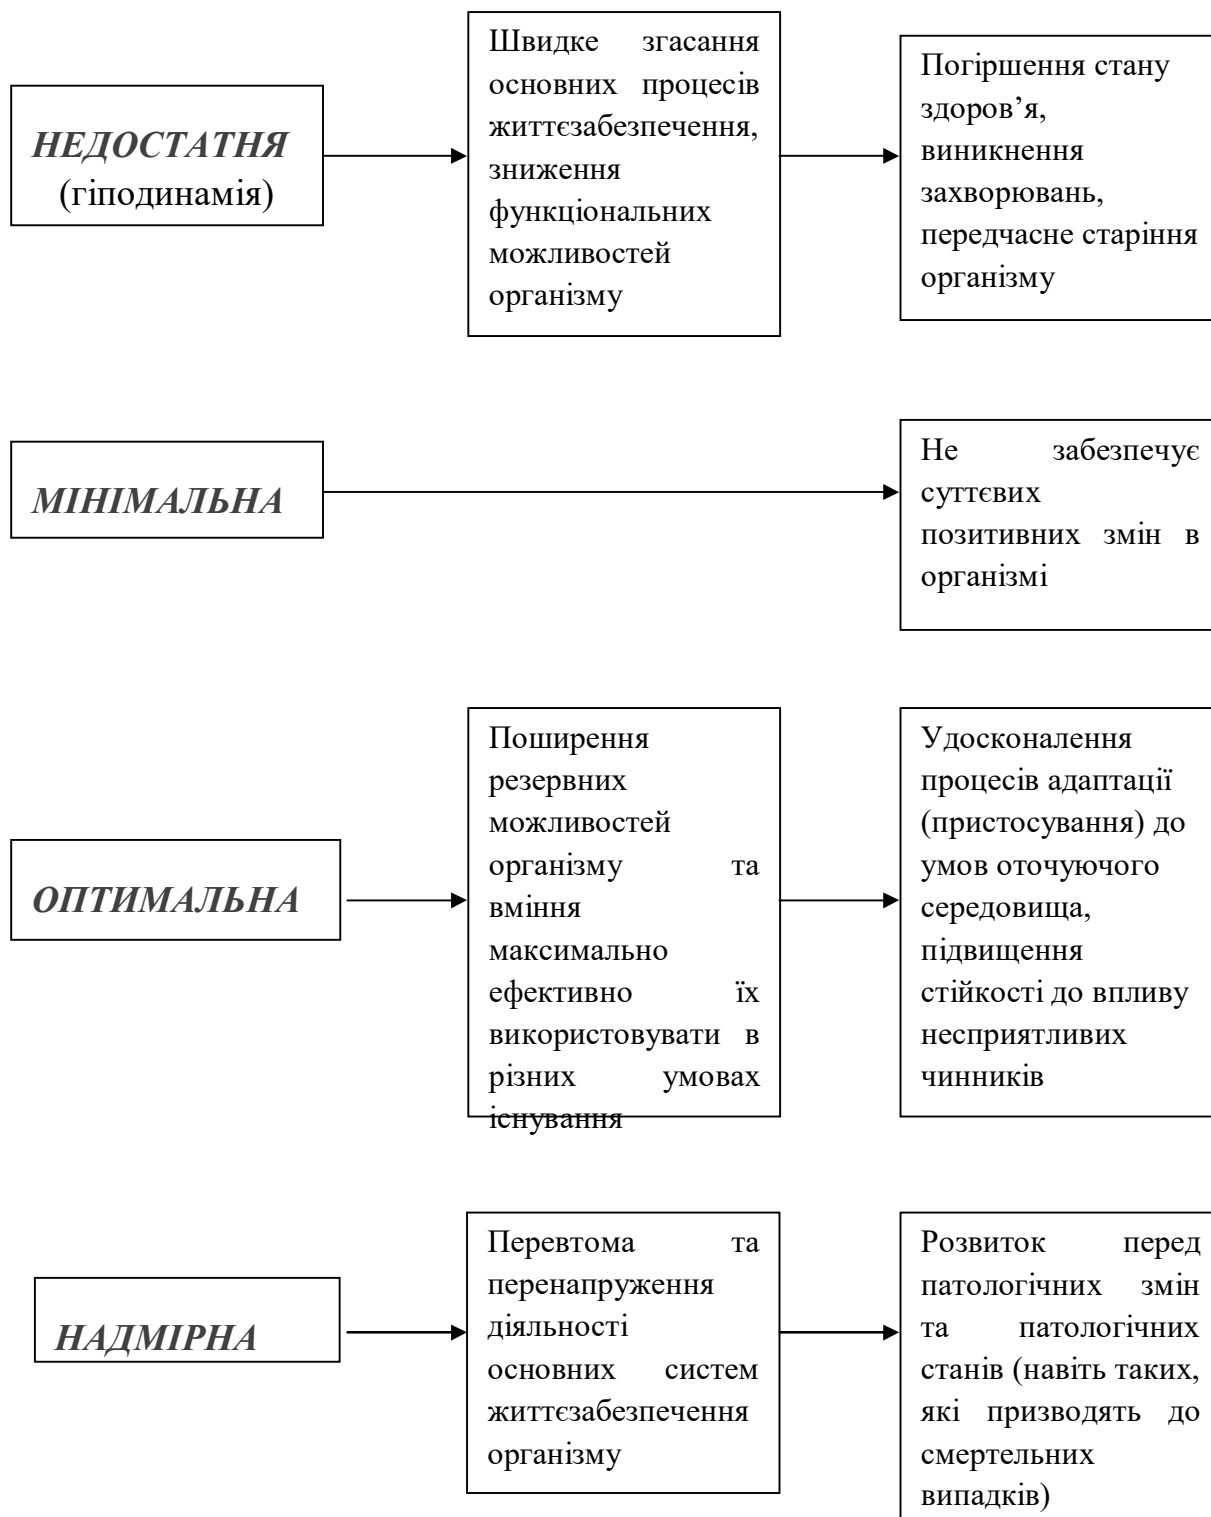 НЕДОСТАТНЯ
(гіподинамія)
Швидке згасання
основних процесів
життєзабезпечення,
зниження
функціональних
можливостей
організму
Погіршення стану
здоров’я,
виникнення
захворювань,
передчасне старіння
організму
МІНІМАЛЬНА
Не забезпечує
суттєвих
позитивних змін в
організмі
ОПТИМАЛЬНА
Поширення
резервних
можливостей
організму та
вміння
максимально
ефективно їх
використовувати в
різних умовах
існування
Удосконалення
процесів адаптації
(пристосування) до
умов оточуючого
середовища,
підвищення
стійкості до впливу
несприятливих
чинників
НАДМІРНА
Перевтома та
перенапруження
діяльності
основних систем
життєзабезпечення
організму
Розвиток перед
патологічних змін
та патологічних
станів (навіть таких,
які призводять до
смертельних
випадків)